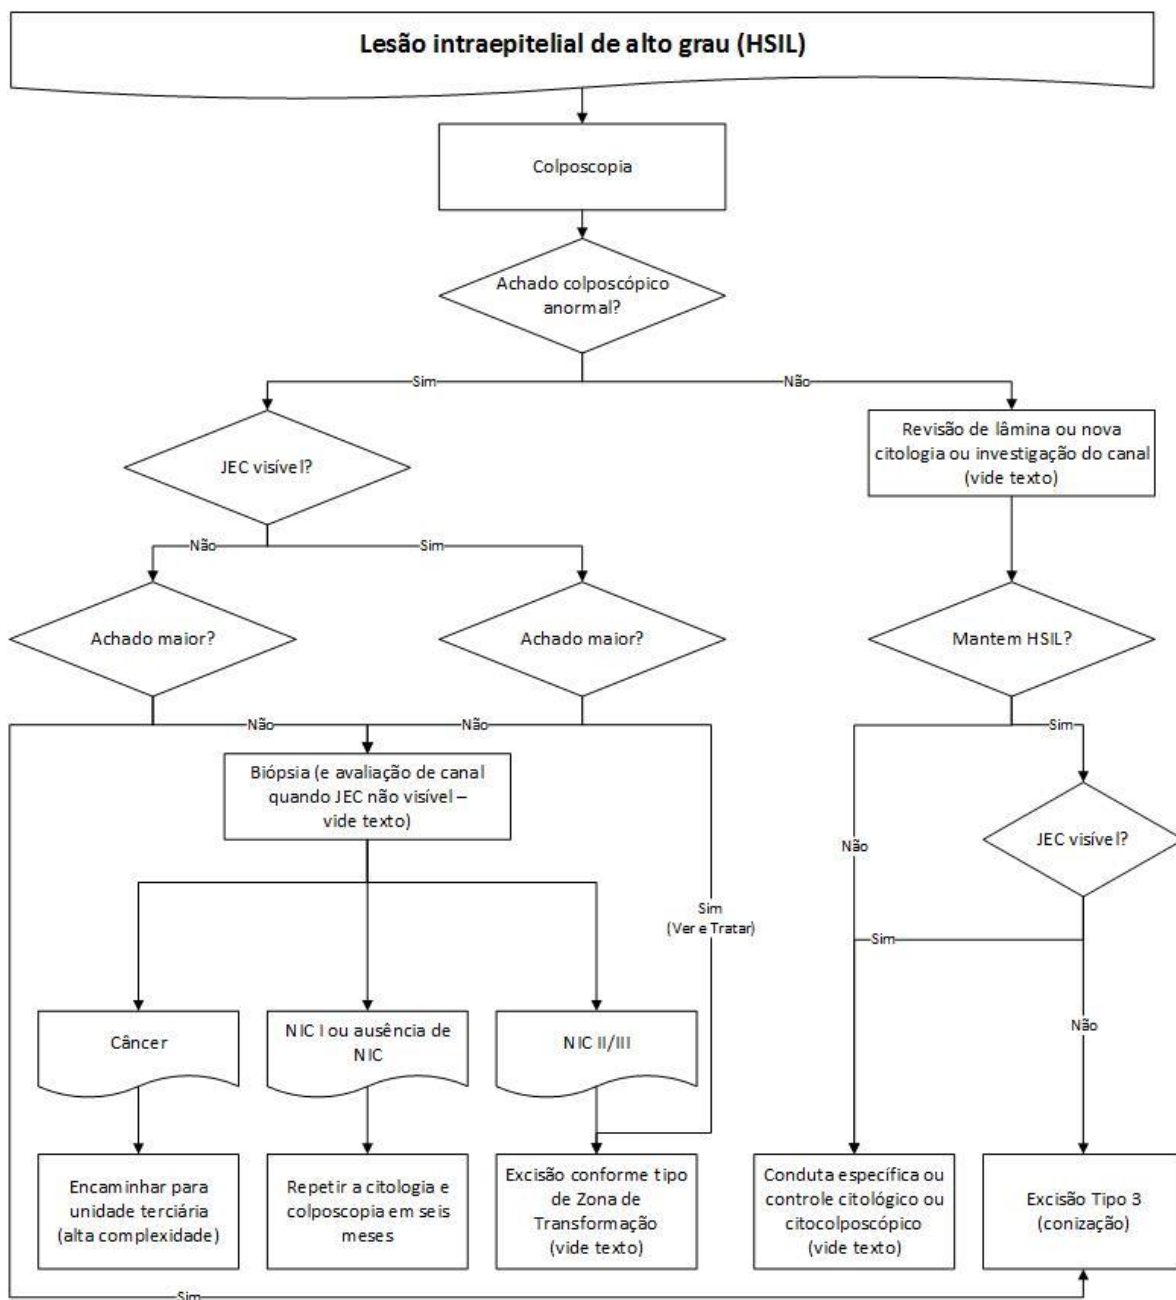 Lesão intraepitelial de alto grau (HSIL)
Colposcopia
Achado colposcópico
anormal?
Sim
Não
JEC visível?
Revisão de lâmina ou nova
citologia ou investigação do canal
(vide texto)
Não
Sim
Achado maior?
Achado maior?
Mantem HSIL?
Não
Não
Sim
Biópsia (e avaliação de canal
quando JEC não visível –
vide texto)
JEC visível?
Não
Sim
(Ver e Tratar)
Sim
Não
Câncer
NIC I ou ausência de
NIC
NIC II/III
Encaminhar para
unidade terciária
(alta complexidade)
Repetir a citologia e
colposcopia em seis
meses
Excisão conforme tipo
de Zona de
Transformação
(vide texto)
Conduta específica ou
controle citológico ou
citocolposcópico
(vide texto)
Excisão Tipo 3
(conização)
Sim